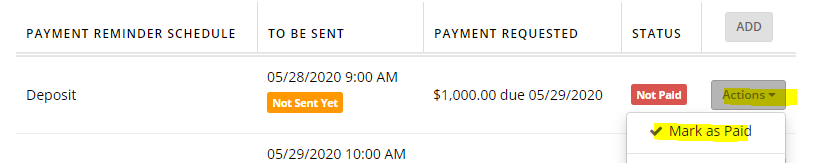 PAYMENT REMINDER SCHEDULE TO BE SENT PAYMENT REQUESTED STATUS ADD
05/28/2020 9:00 AM
Deposit $1,000.00 due 05/29/2020 Not Paid Actions
Not Sent Yet
✔ Mark as Paid
05/29/2020 10:00 AM